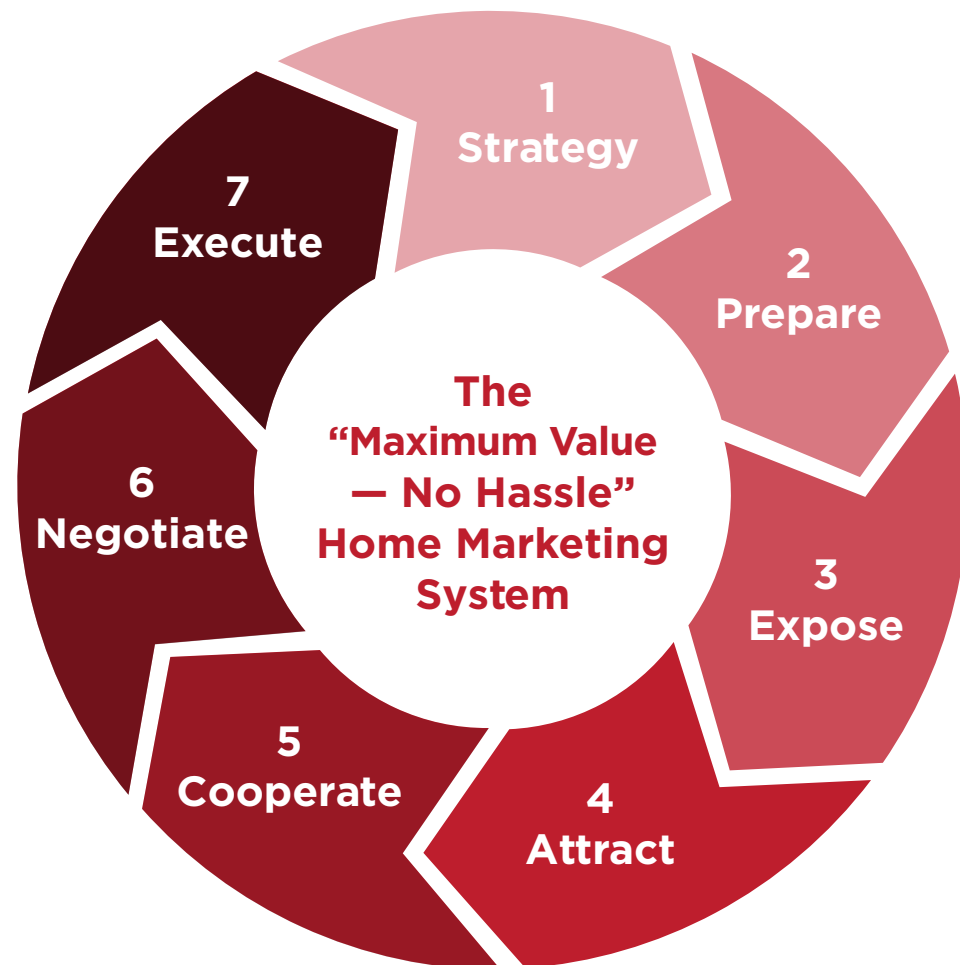 The
“Maximum Value
— No Hassle”
Home Marketing
System
1
Strategy
2
Prepare
3
Expose
4
Attract
5
Cooperate
6
Negotiate
7
Execute